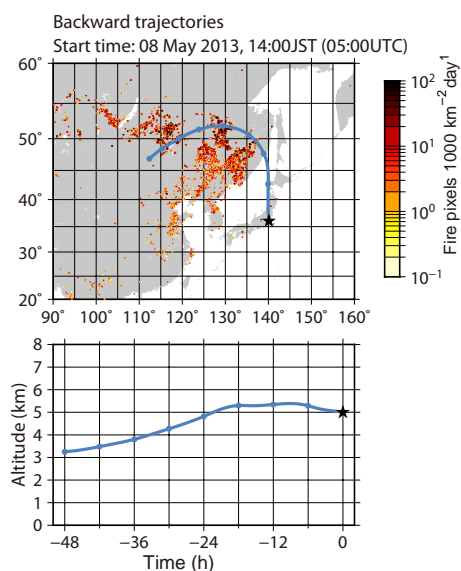 Backward trajectories
Start time: 08 May 2013, 14:00JST (05:00UTC)
60°
50°
40°
30°
20°
90° 100° 110° 120° 130° 140° 150° 160°
10²
10¹
10⁰
10⁻¹
Fire pixels 1000 km⁻² day¹
8
7
6
5
4
3
2
1
0
Altitude (km)
−48 −36 −24 −12 0
Time (h)